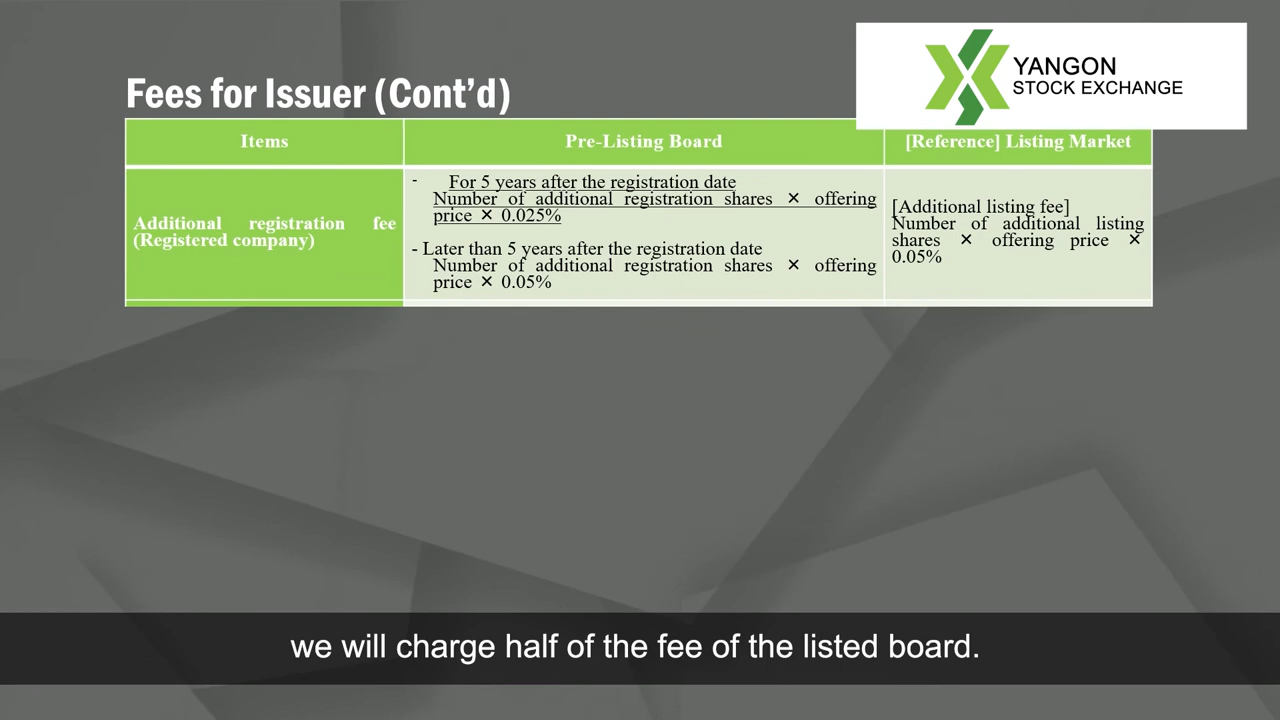 YANGON
STOCK EXCHANGE
Fees for Issuer (Cont’d)
Items
Pre-Listing Board
[Reference] Listing Market
Additional registration fee
(Registered company)
- For 5 years after the registration date
Number of additional registration shares × offering
price × 0.025%
- Later than 5 years after the registration date
Number of additional registration shares × offering
price × 0.05%
[Additional listing fee]
Number of additional listing
shares × offering price ×
0.05%
we will charge half of the fee of the listed board.